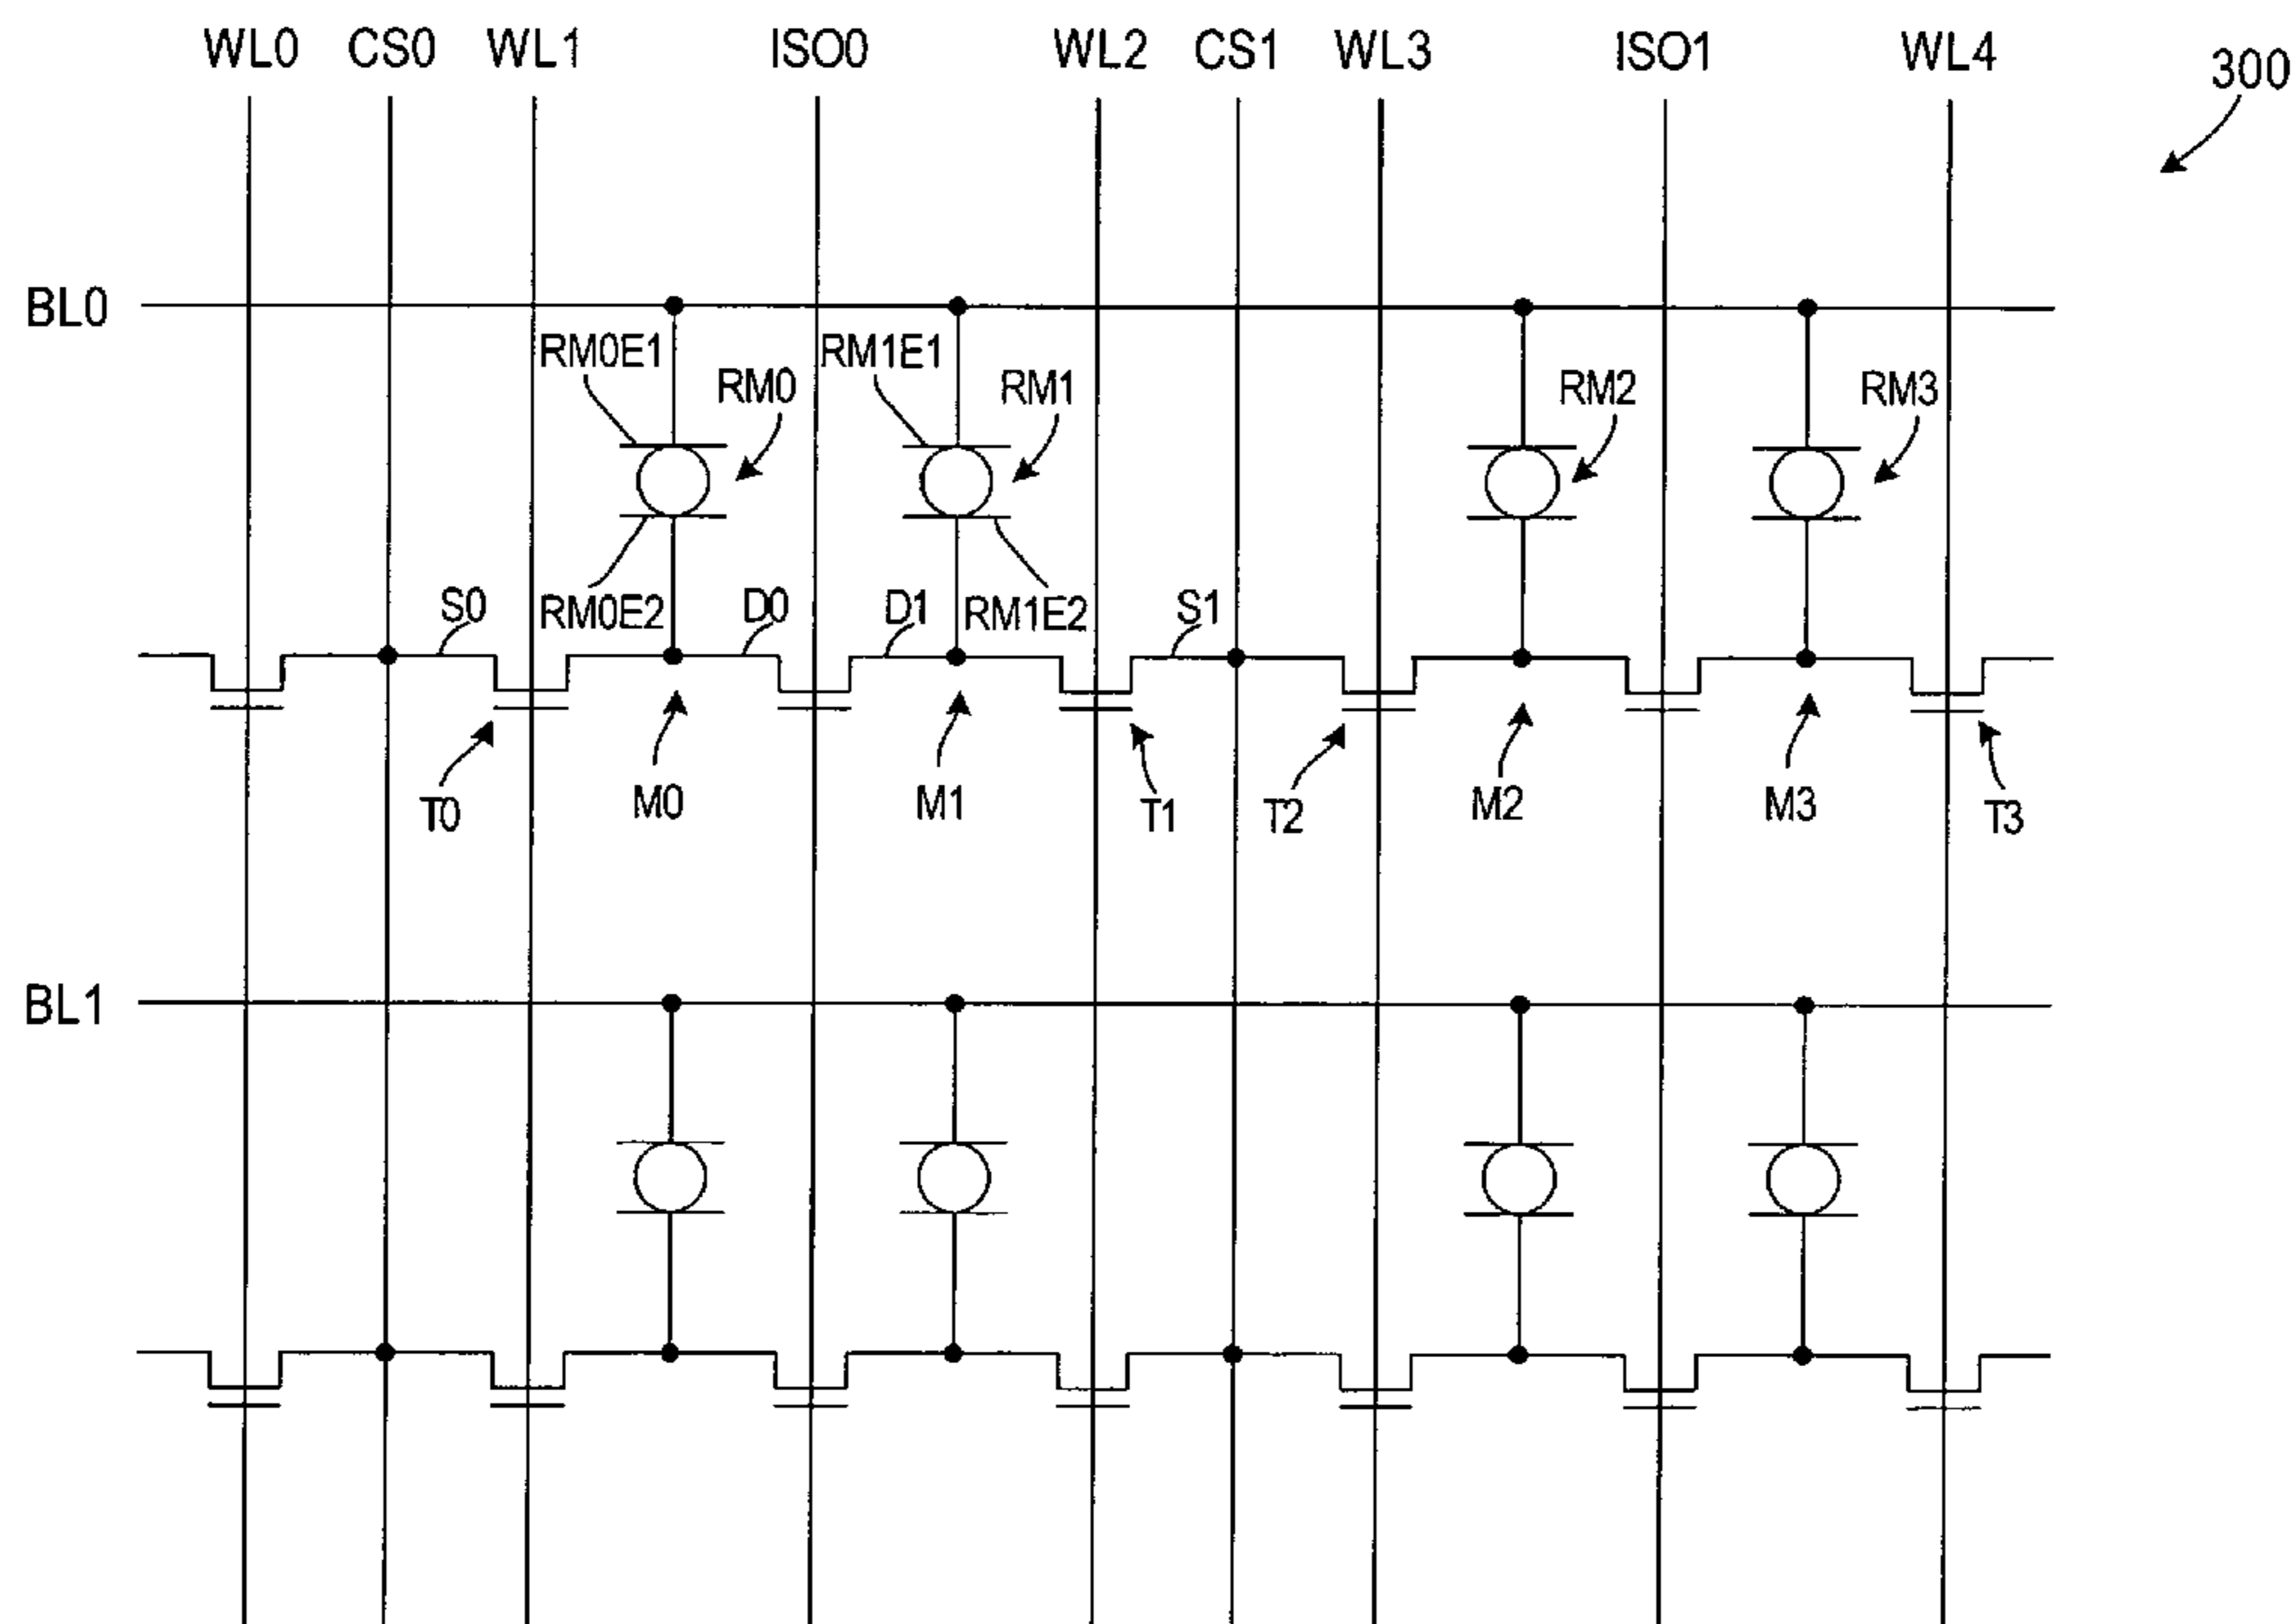 WL0 CS0 WL1 ISO0 WL2 CS1 WL3 ISO1 WL4
300
BL0
RM0E1 RM0 RM1E1 RM1 RM2 RM3
S0 RM0E2 D0 D1 RM1E2 S1
T0 M0 M1 T1 T2 M2 M3 T3
BL1